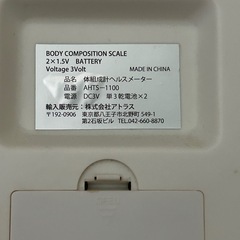 BODY COMPOSITION SCALE
2×1.5V BATTERY
Voltage 3Volt MADE IN CHINA
品名：体組成計ヘルスメーター
品番：AHTS-1100
電源：DC3V 単3乾電池×2
輸入販売元：株式会社アトラス
〒192-0906 東京都八王子市北野町549-1
第2石坂ビル TEL.042-660-8870